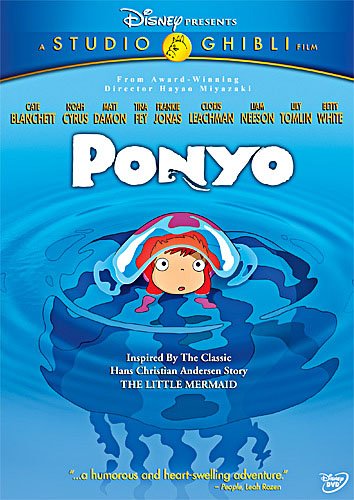 DISNEY PRESENTS
A STUDIO GHIBLI FILM
From Award-Winning
Director Hayao Miyazaki
CATE BLANCHETT NOAH CYRUS MATT DAMON TINA FEY FRANKIE JONAS CLORIS LEACHMAN LIAM NEESON LILY TOMLIN BETTY WHITE
PONYO
Inspired By The Classic
Hans Christian Andersen Story
THE LITTLE MERMAID
"...a humorous and heart-swelling adventure."
– People, Leah Rozen
Disney
DVD